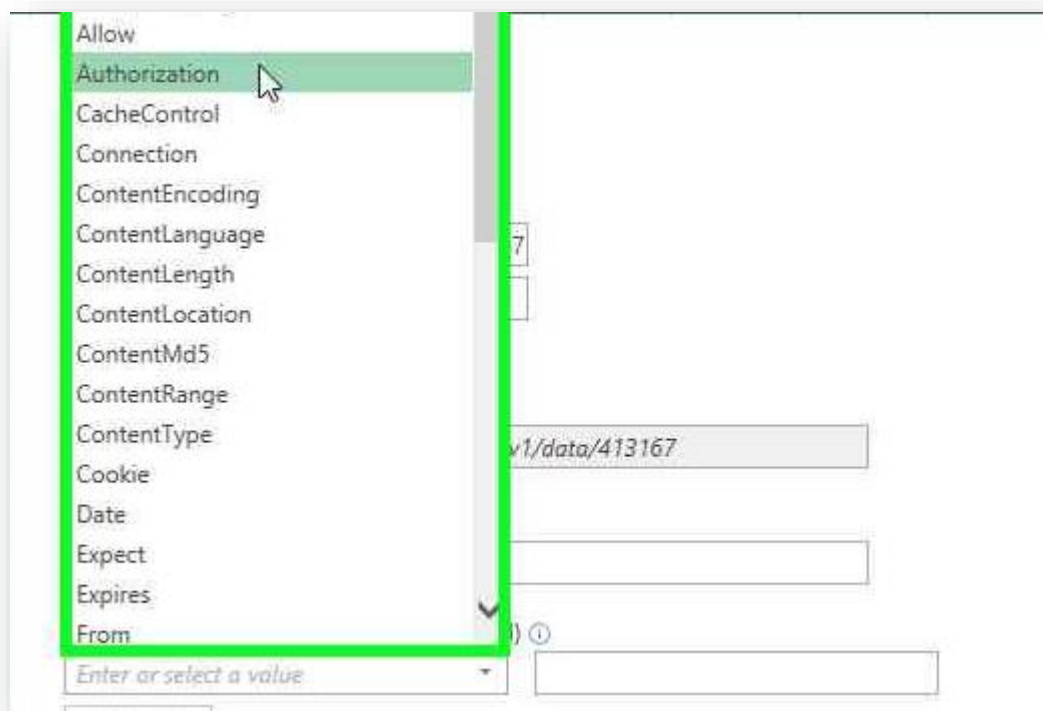 Allow
Authorization
CacheControl
Connection
ContentEncoding
ContentLanguage
7
ContentLength
ContentLocation
ContentMd5
ContentRange
ContentType
v1/data/413167
Cookie
Date
Expect
Expires
From
)
Enter or select a value